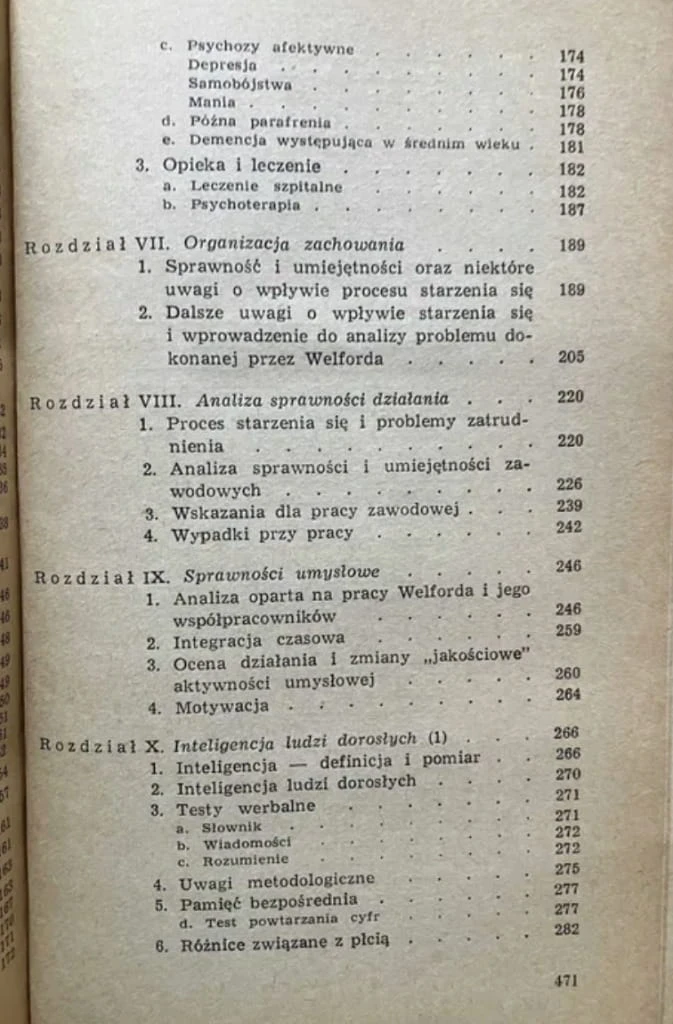 c. Psychozy afektywne . . . . . . 174
Depresja . . . . . . . . 174
Samobójstwa . . . . . . . 176
Mania . . . . . . . . . 178
d. Późna parafrenia . . . . . . 178
e. Demencja występująca w średnim wieku . 181
3. Opieka i leczenie . . . . . . . 182
a. Leczenie szpitalne . . . . . . 182
b. Psychoterapia . . . . . . . 187
Rozdział VII. Organizacja zachowania . . . . 189
1. Sprawność i umiejętności oraz niektóre
uwagi o wpływie procesu starzenia się 189
2. Dalsze uwagi o wpływie starzenia się
i wprowadzenie do analizy problemu do-
konanej przez Welforda . . . . . 205
Rozdział VIII. Analiza sprawności działania . . . 220
1. Proces starzenia się i problemy zatrud-
nienia . . . . . . . . . 220
2. Analiza sprawności i umiejętności za-
wodowych . . . . . . . . 226
3. Wskazania dla pracy zawodowej . . . 239
4. Wypadki przy pracy . . . . . . 242
Rozdział IX. Sprawności umysłowe . . . . . 246
1. Analiza oparta na pracy Welforda i jego
współpracowników . . . . . . 246
2. Integracja czasowa . . . . . . 259
3. Ocena działania i zmiany „jakościowe”
aktywności umysłowej . . . . . 260
4. Motywacja . . . . . . . . 264
Rozdział X. Inteligencja ludzi dorosłych (1) . . . 266
1. Inteligencja — definicja i pomiar . . 266
2. Inteligencja ludzi dorosłych . . . . 270
3. Testy werbalne . . . . . . 271
a. Słownik . . . . . . . . 271
b. Wiadomości . . . . . . . 272
c. Rozumienie . . . . . . . 272
4. Uwagi metodologiczne . . . . . 275
5. Pamięć bezpośrednia . . . . . . 277
d. Test powtarzania cyfr . . . . . 277
6. Różnice związane z płcią . . . . . 282
471